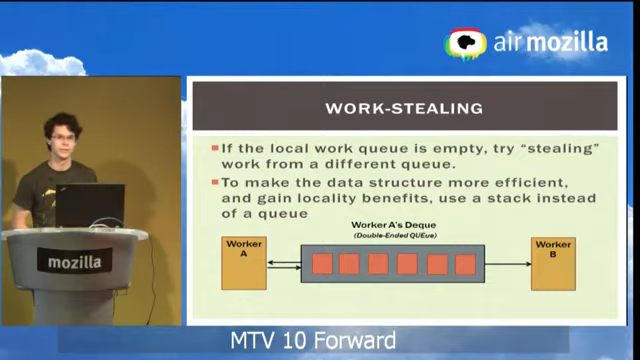 air mozilla
WORK-STEALING
If the local work queue is empty, try "stealing"
work from a different queue.
To make the data structure more efficient,
and gain locality benefits, use a stack instead
of a queue
Worker A's Deque
(Double-Ended QUEue)
Worker
A
Worker
B
mozilla
MTV 10 Forward